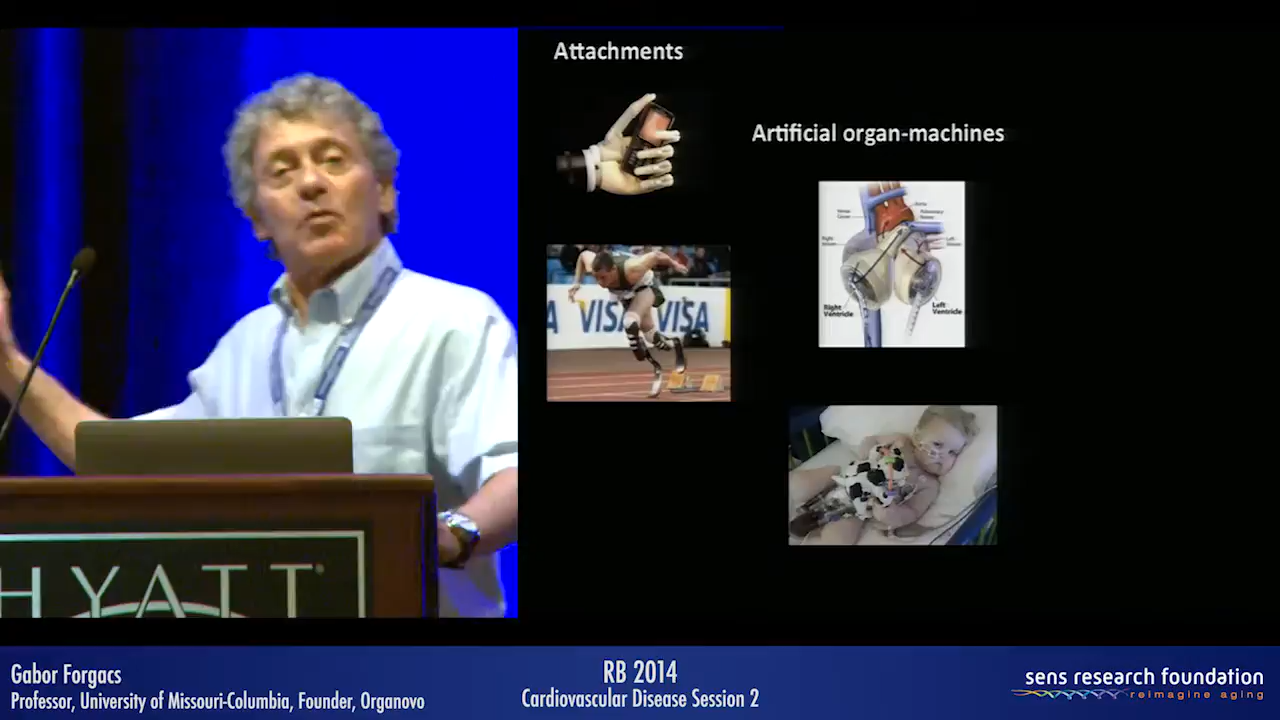 Attachments
Artificial organ-machines
Right
Ventricle
Left
Ventricle
VISA
VISA
HYATT
Gabor Forgacs
Professor, University of Missouri-Columbia, Founder, Organovo
RB 2014
Cardiovascular Disease Session 2
sens research foundation
reimagine aging